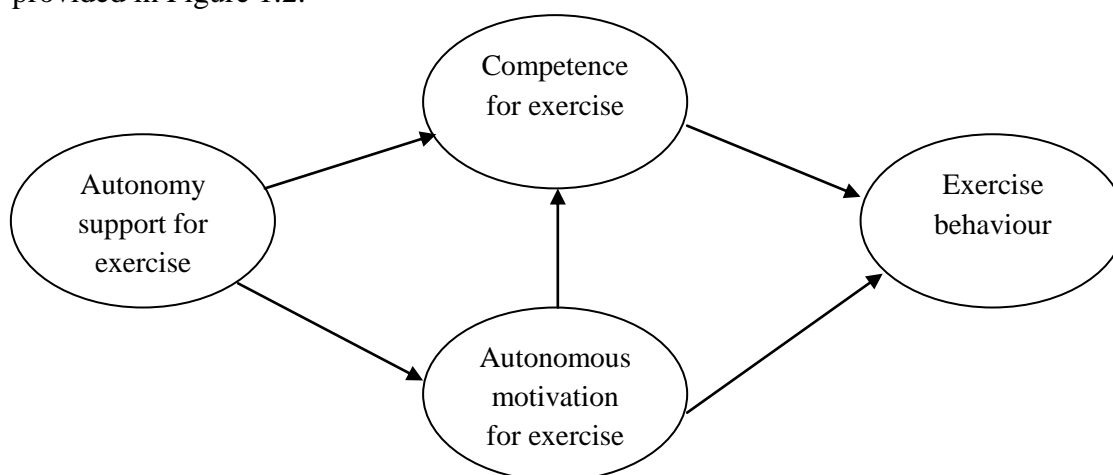 provided in Figure 1.2.
Competence
for exercise
Autonomy
support for
exercise
Exercise
behaviour
Autonomous
motivation
for exercise